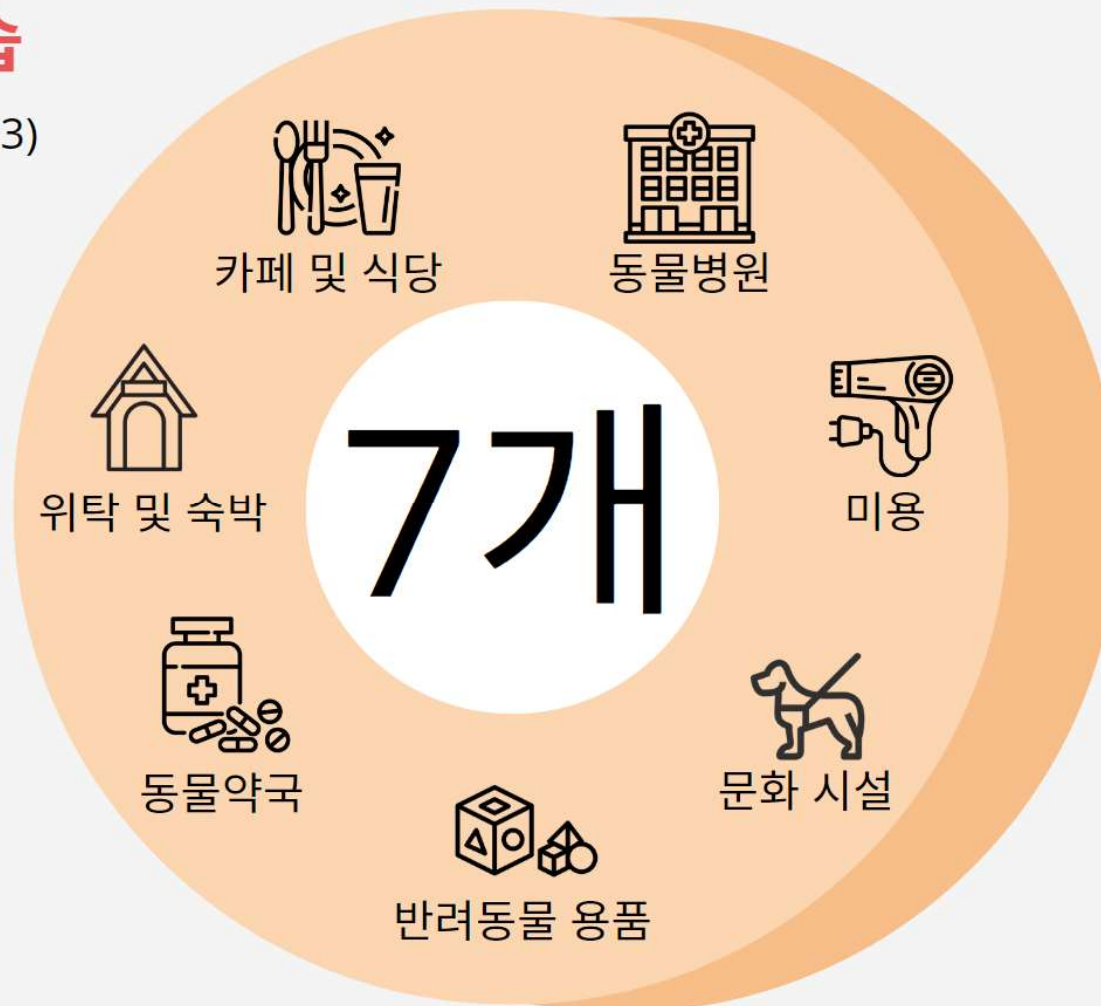 습
3)
카페 및 식당
동물병원
위탁 및 숙박
7개
미용
동물약국
문화 시설
반려동물 용품